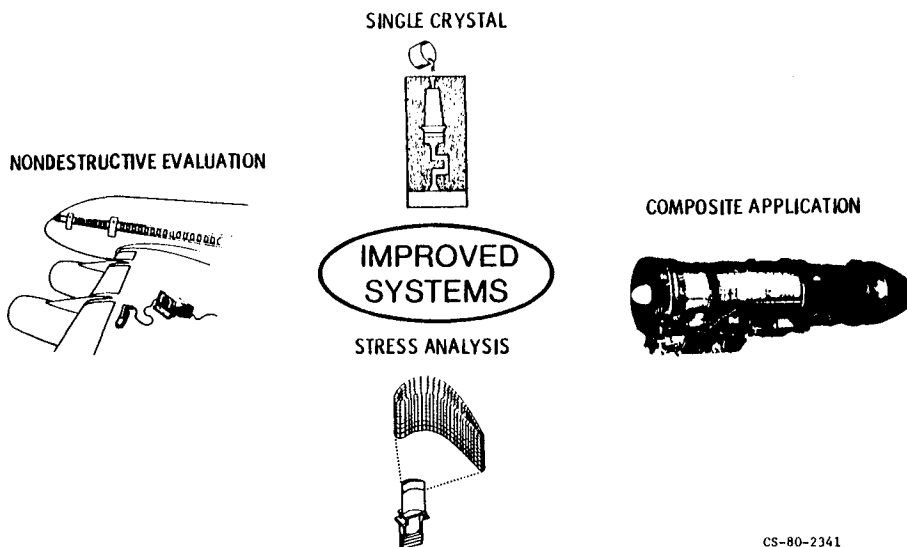 SINGLE CRYSTAL
NONDESTRUCTIVE EVALUATION
COMPOSITE APPLICATION
IMPROVED
SYSTEMS
STRESS ANALYSIS
CS-80-2341